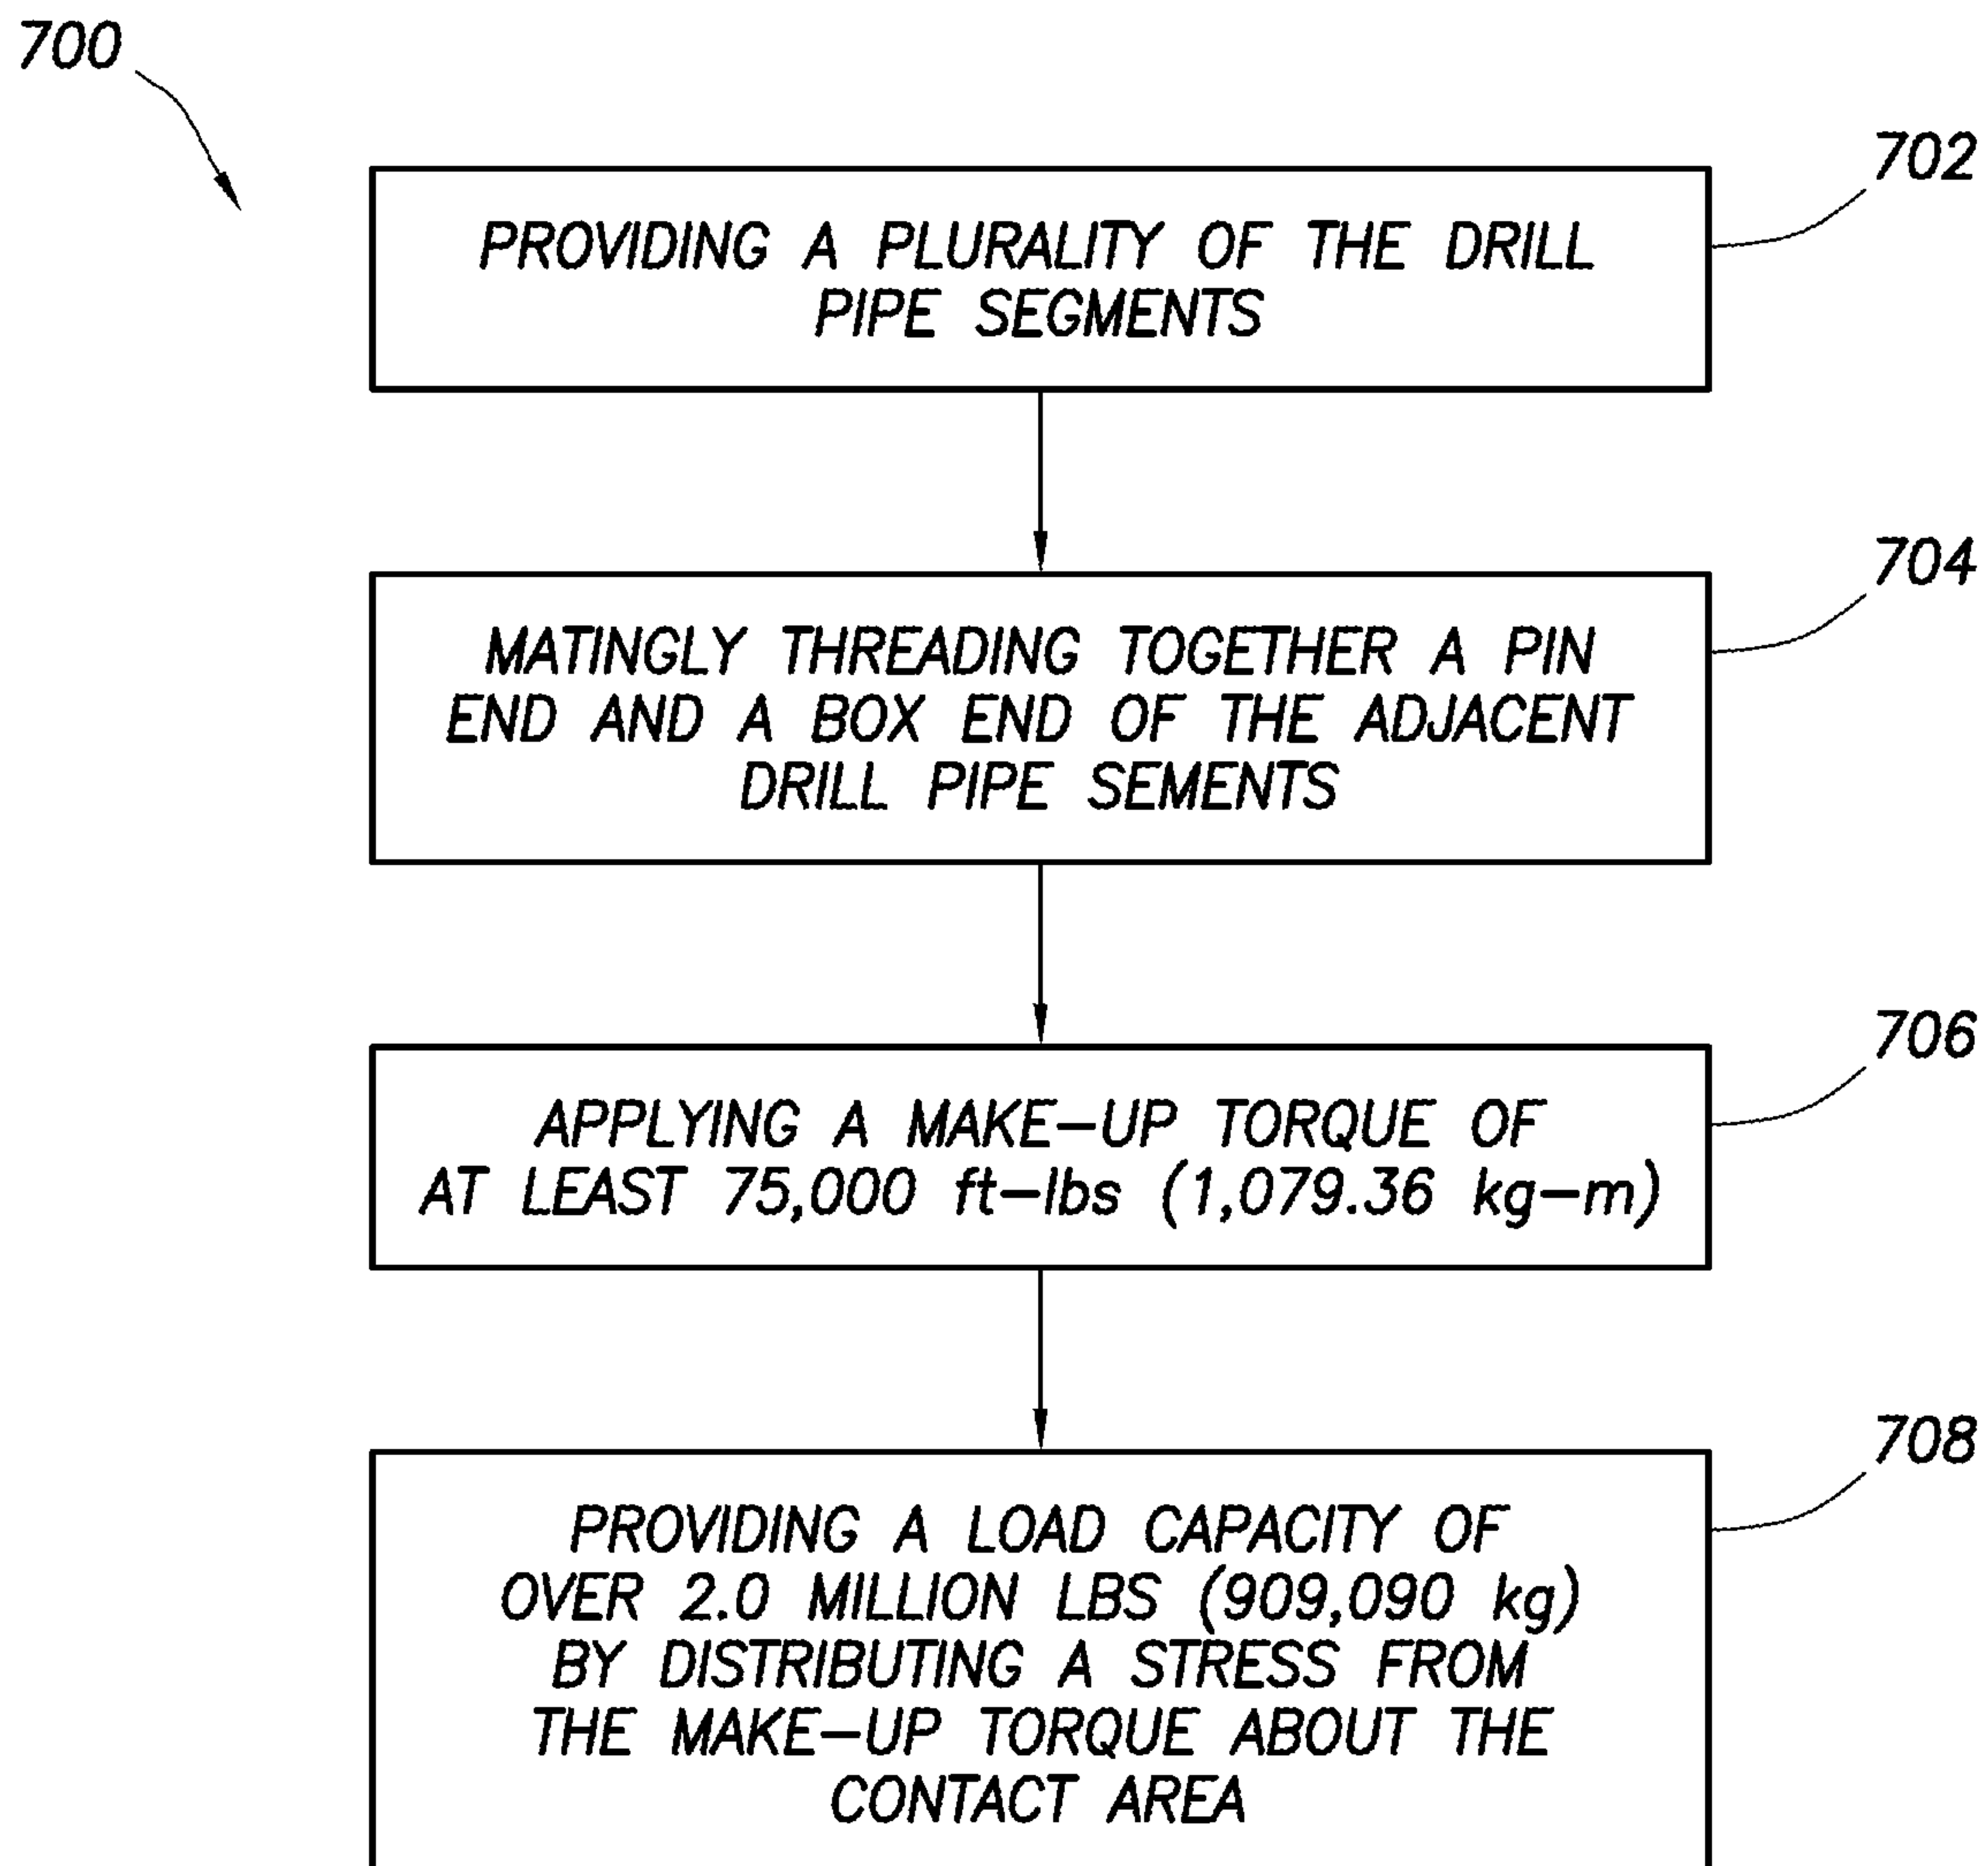 700
702
PROVIDING A PLURALITY OF THE DRILL
PIPE SEGMENTS
704
MATINGLY THREADING TOGETHER A PIN
END AND A BOX END OF THE ADJACENT
DRILL PIPE SEMENTS
706
APPLYING A MAKE-UP TORQUE OF
AT LEAST 75,000 ft-lbs (1,079.36 kg-m)
708
PROVIDING A LOAD CAPACITY OF
OVER 2.0 MILLION LBS (909,090 kg)
BY DISTRIBUTING A STRESS FROM
THE MAKE-UP TORQUE ABOUT THE
CONTACT AREA